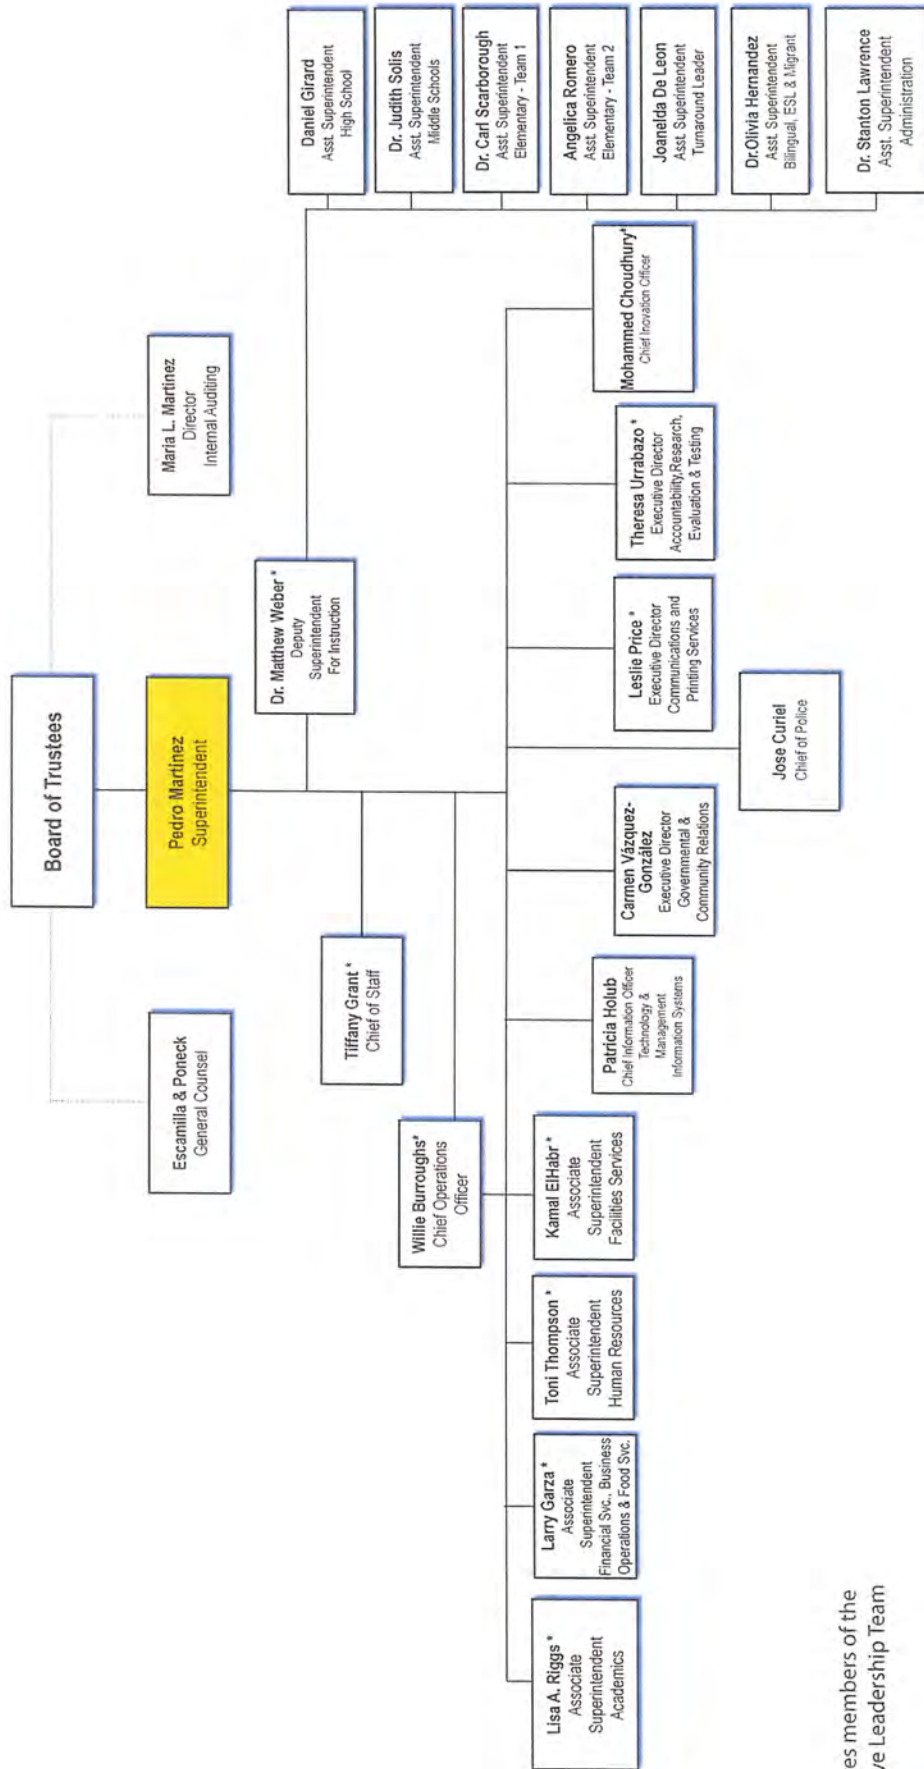 Board of Trustees
Escamilla & Poneck
General Counsel
Pedro Martinez
Superintendent
Maria L. Martinez
Director
Internal Auditing
Dr. Matthew Weber *
Deputy
Superintendent
For Instruction
Tiffany Grant *
Chief of Staff
Willie Burroughs*
Chief Operations
Officer
Daniel Girard
Asst. Superintendent
High School
Dr. Judith Solis
Asst. Superintendent
Middle Schools
Dr. Carl Scarborough
Asst. Superintendent
Elementary - Team 1
Angelica Romero
Asst. Superintendent
Elementary - Team 2
Joanelda De Leon
Asst. Superintendent
Turnaround Leader
Dr.Olivia Hernandez
Asst. Superintendent
Bilingual, ESL & Migrant
Dr. Stanton Lawrence
Asst. Superintendent
Administration
Lisa A. Riggs *
Associate
Superintendent
Academics
Larry Garza *
Associate
Superintendent
Financial Svc., Business
Operations & Food Svc.
Toni Thompson *
Associate
Superintendent
Human Resources
Kamal ElHabr *
Associate
Superintendent
Facilities Services
Patricia Holub
Chief Information Officer
Technology &
Management
Information Systems
Carmen Vázquez-
González
Executive Director
Governmental &
Community Relations
Leslie Price *
Executive Director
Communications and
Printing Services
Theresa Urrabazo *
Executive Director
Accountability,Research,
Evaluation & Testing
Mohammed Choudhury*
Chief Inovation Officer
Jose Curiel
Chief of Police
es members of the
ve Leadership Team